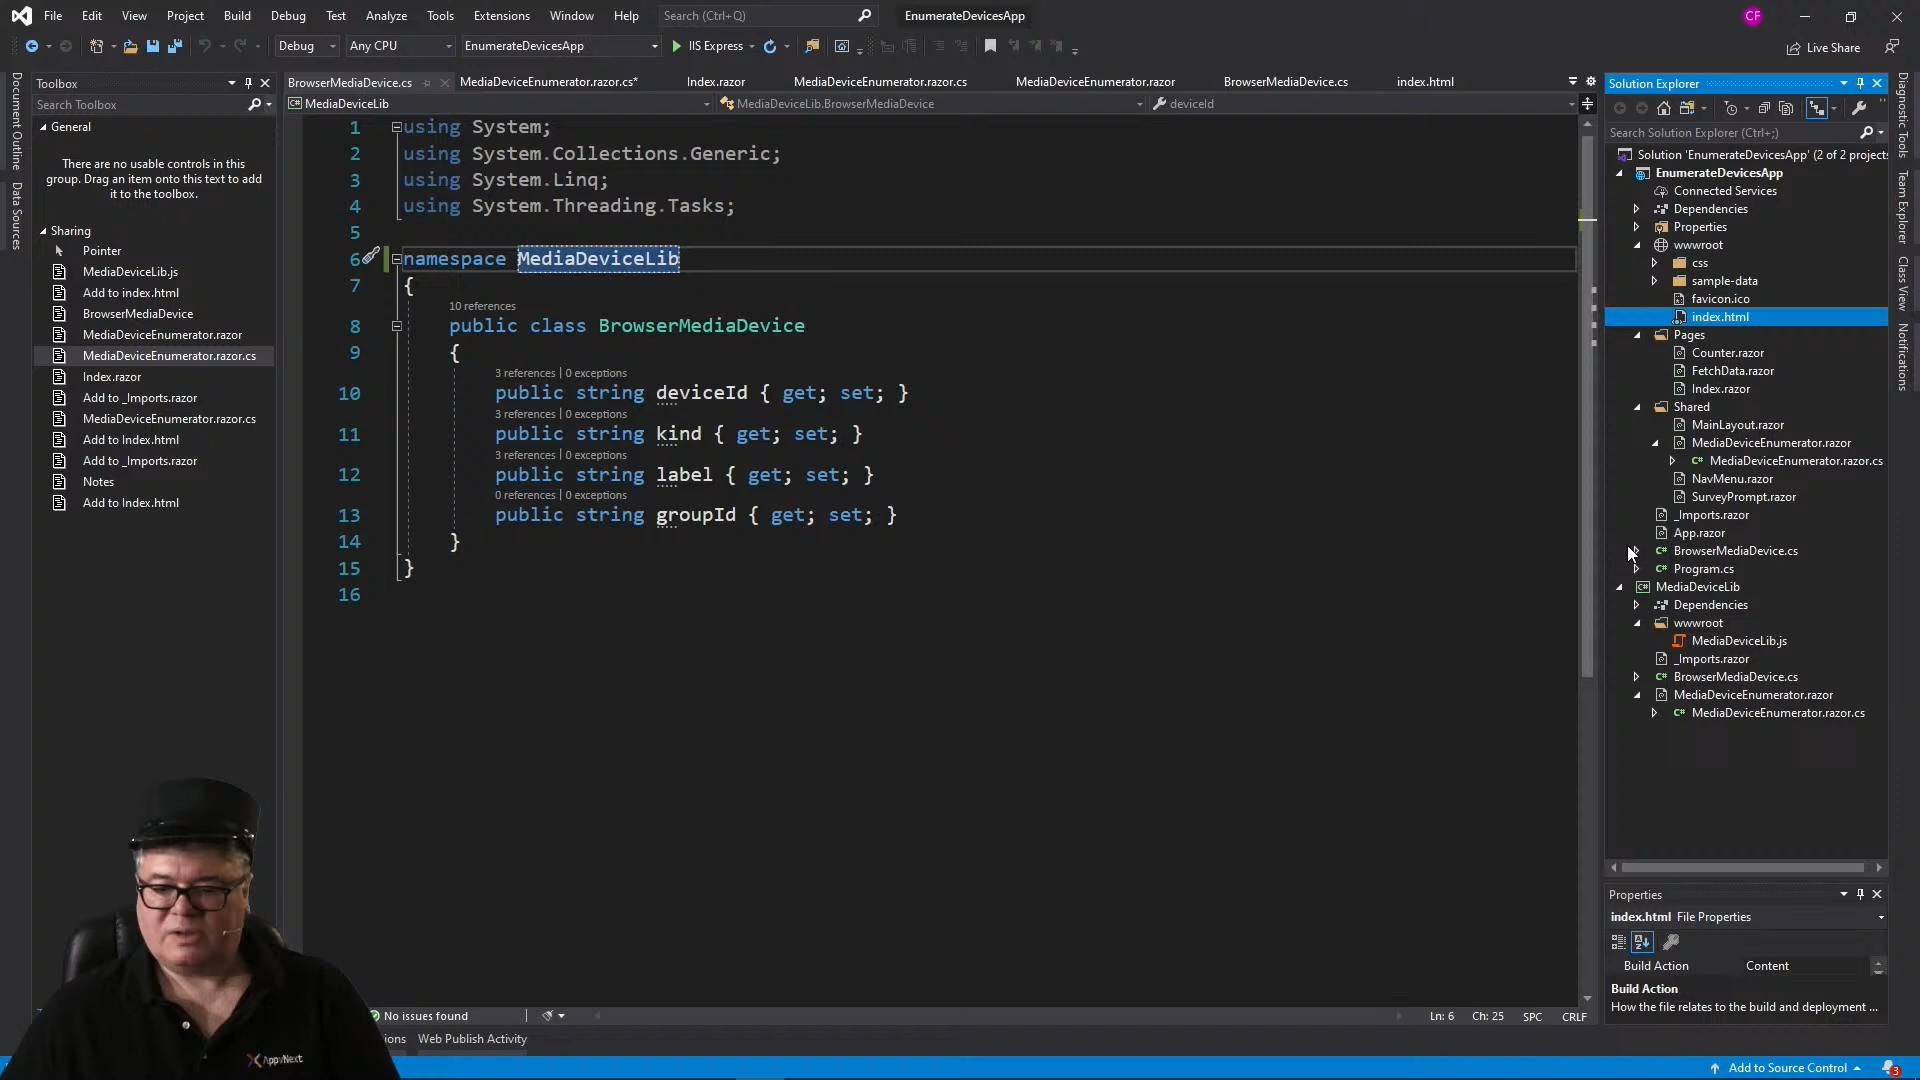 File Edit View Project Build Debug Test Analyze Tools Extensions Window Help Search (Ctrl+Q) EnumerateDevicesApp CF
Debug Any CPU EnumerateDevicesApp IIS Express Live Share
Document Outline
Data Sources
Toolbox
Search Toolbox
General
There are no usable controls in this
group. Drag an item onto this text to add
it to the toolbox.
Sharing
Pointer
MediaDeviceLib.js
Add to index.html
BrowserMediaDevice
MediaDeviceEnumerator.razor
MediaDeviceEnumerator.razor.cs
Index.razor
Add to _Imports.razor
MediaDeviceEnumerator.razor.cs
Add to Index.html
Add to _Imports.razor
Notes
Add to Index.html
BrowserMediaDevice.cs MediaDeviceEnumerator.razor.cs* Index.razor MediaDeviceEnumerator.razor.cs MediaDeviceEnumerator.razor BrowserMediaDevice.cs index.html
MediaDeviceLib MediaDeviceLib.BrowserMediaDevice deviceId
1 using System;
2 using System.Collections.Generic;
3 using System.Linq;
4 using System.Threading.Tasks;
5
6 namespace MediaDeviceLib
7 {
10 references
8 public class BrowserMediaDevice
9 {
3 references | 0 exceptions
10 public string deviceId { get; set; }
3 references | 0 exceptions
11 public string kind { get; set; }
3 references | 0 exceptions
12 public string label { get; set; }
0 references | 0 exceptions
13 public string groupId { get; set; }
14 }
15 }
16
No issues found Ln: 6 Ch: 25 SPC CRLF
ions Web Publish Activity
Solution Explorer
Search Solution Explorer (Ctrl+;)
Solution 'EnumerateDevicesApp' (2 of 2 projects
EnumerateDevicesApp
Connected Services
Dependencies
Properties
wwwroot
css
sample-data
favicon.ico
index.html
Pages
Counter.razor
FetchData.razor
Index.razor
Shared
MainLayout.razor
MediaDeviceEnumerator.razor
MediaDeviceEnumerator.razor.cs
NavMenu.razor
SurveyPrompt.razor
_Imports.razor
App.razor
BrowserMediaDevice.cs
Program.cs
MediaDeviceLib
Dependencies
wwwroot
MediaDeviceLib.js
_Imports.razor
BrowserMediaDevice.cs
MediaDeviceEnumerator.razor
MediaDeviceEnumerator.razor.cs
Properties
index.html File Properties
Build Action Content
Build Action
How the file relates to the build and deployment ...
Diagnostic Tools
Team Explorer
Class View
Notifications
AppvNext
Add to Source Control 3